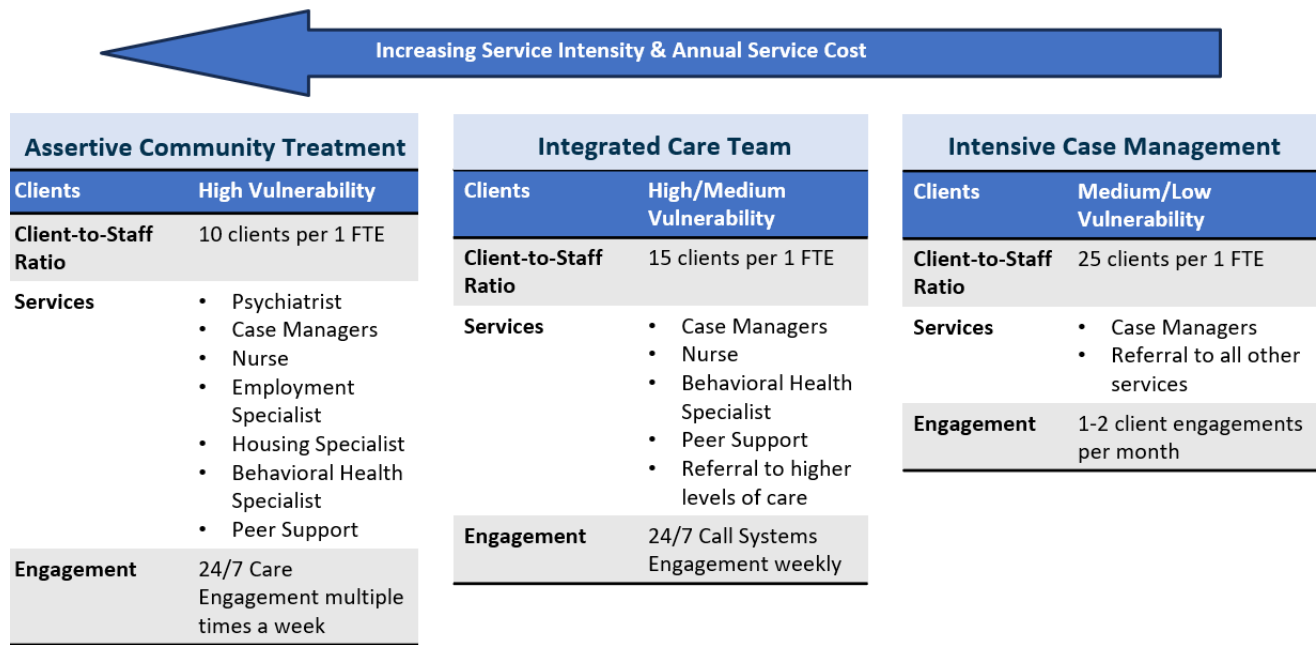 Increasing Service Intensity & Annual Service Cost
Assertive Community Treatment
Clients High Vulnerability
Client-to-Staff 10 clients per 1 FTE
Ratio
Services • Psychiatrist
• Case Managers
• Nurse
• Employment
Specialist
• Housing Specialist
• Behavioral Health
Specialist
• Peer Support
Engagement 24/7 Care
Engagement multiple
times a week
Integrated Care Team
Clients High/Medium
Vulnerability
Client-to-Staff 15 clients per 1 FTE
Ratio
Services • Case Managers
• Nurse
• Behavioral Health
Specialist
• Peer Support
• Referral to higher
levels of care
Engagement 24/7 Call Systems
Engagement weekly
Intensive Case Management
Clients Medium/Low
Vulnerability
Client-to-Staff 25 clients per 1 FTE
Ratio
Services • Case Managers
• Referral to all other
services
Engagement 1-2 client engagements
per month